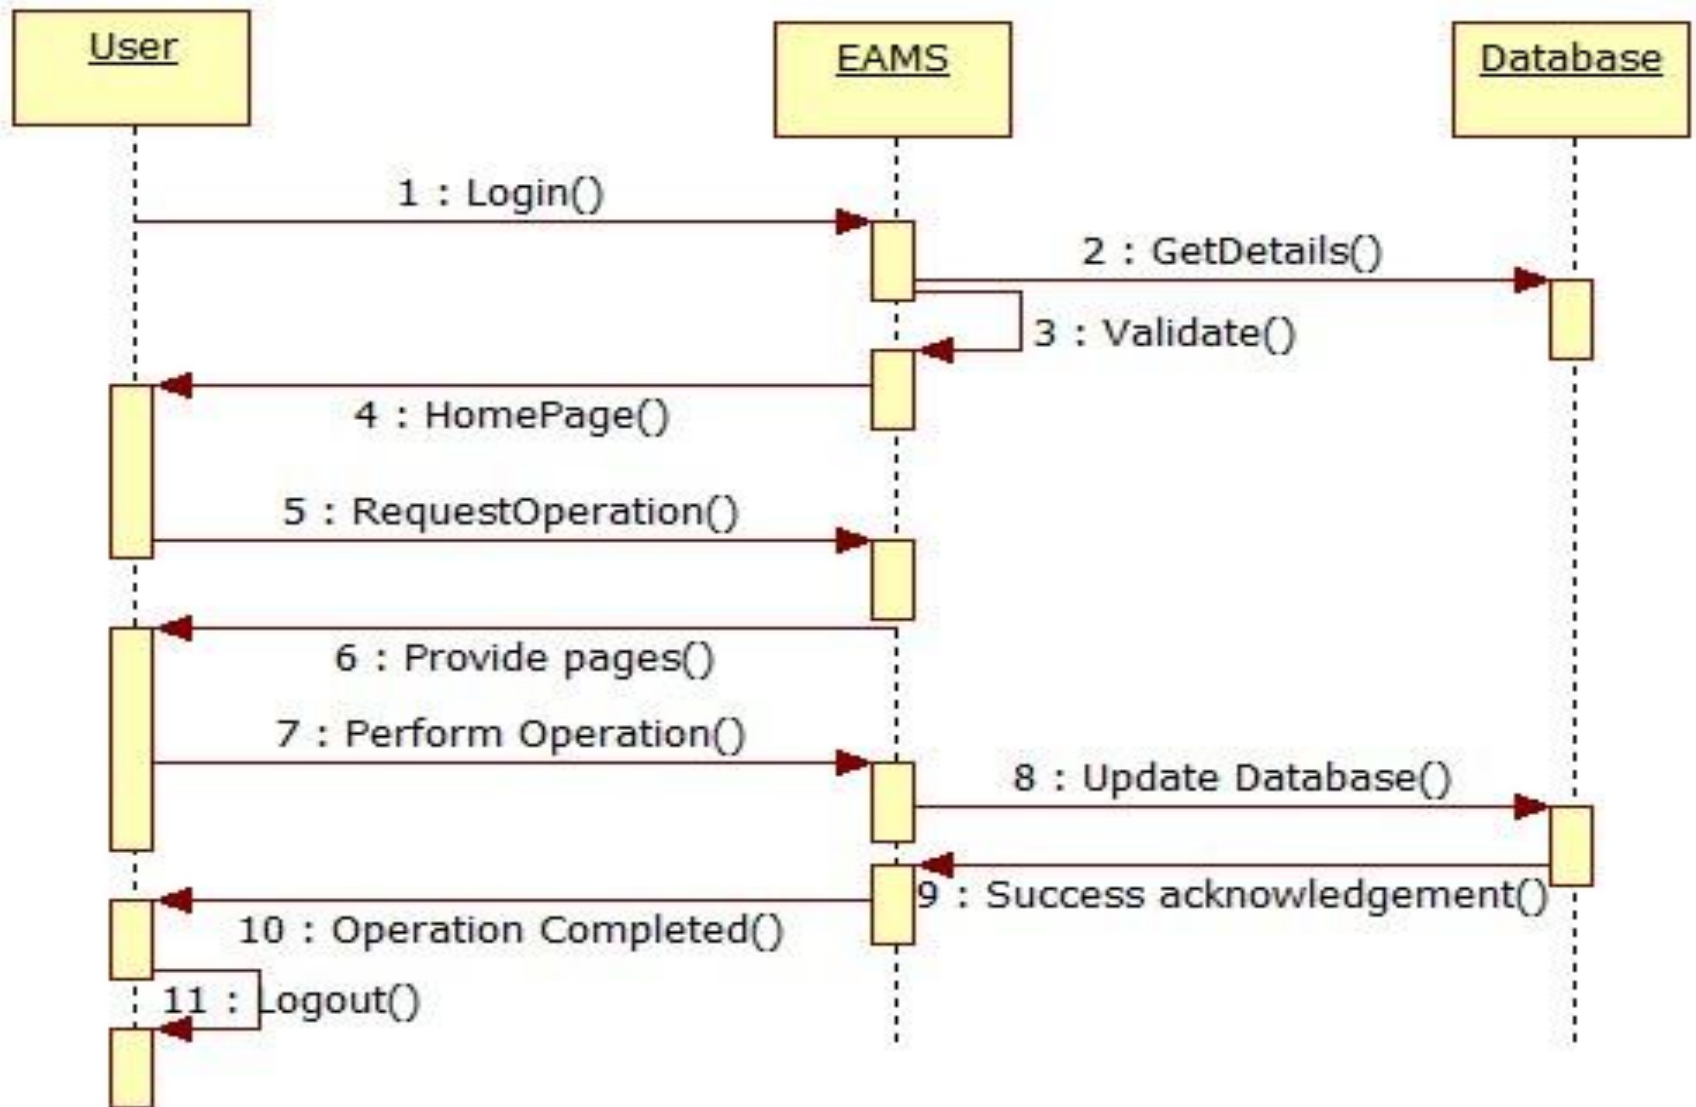 User
EAMS
Database
1 : Login()
2 : GetDetails()
3 : Validate()
4 : HomePage()
5 : RequestOperation()
6 : Provide pages()
7 : Perform Operation()
8 : Update Database()
9 : Success acknowledgement()
10 : Operation Completed()
11 : Logout()